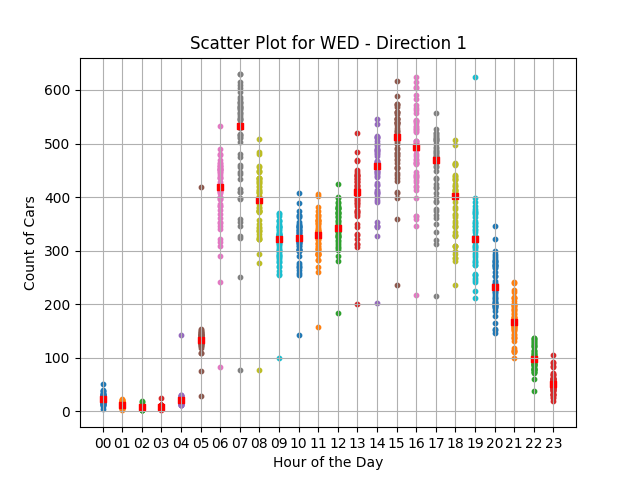 Scatter Plot for WED - Direction 1
Count of Cars
600
500
400
300
200
100
0
00 01 02 03 04 05 06 07 08 09 10 11 12 13 14 15 16 17 18 19 20 21 22 23
Hour of the Day